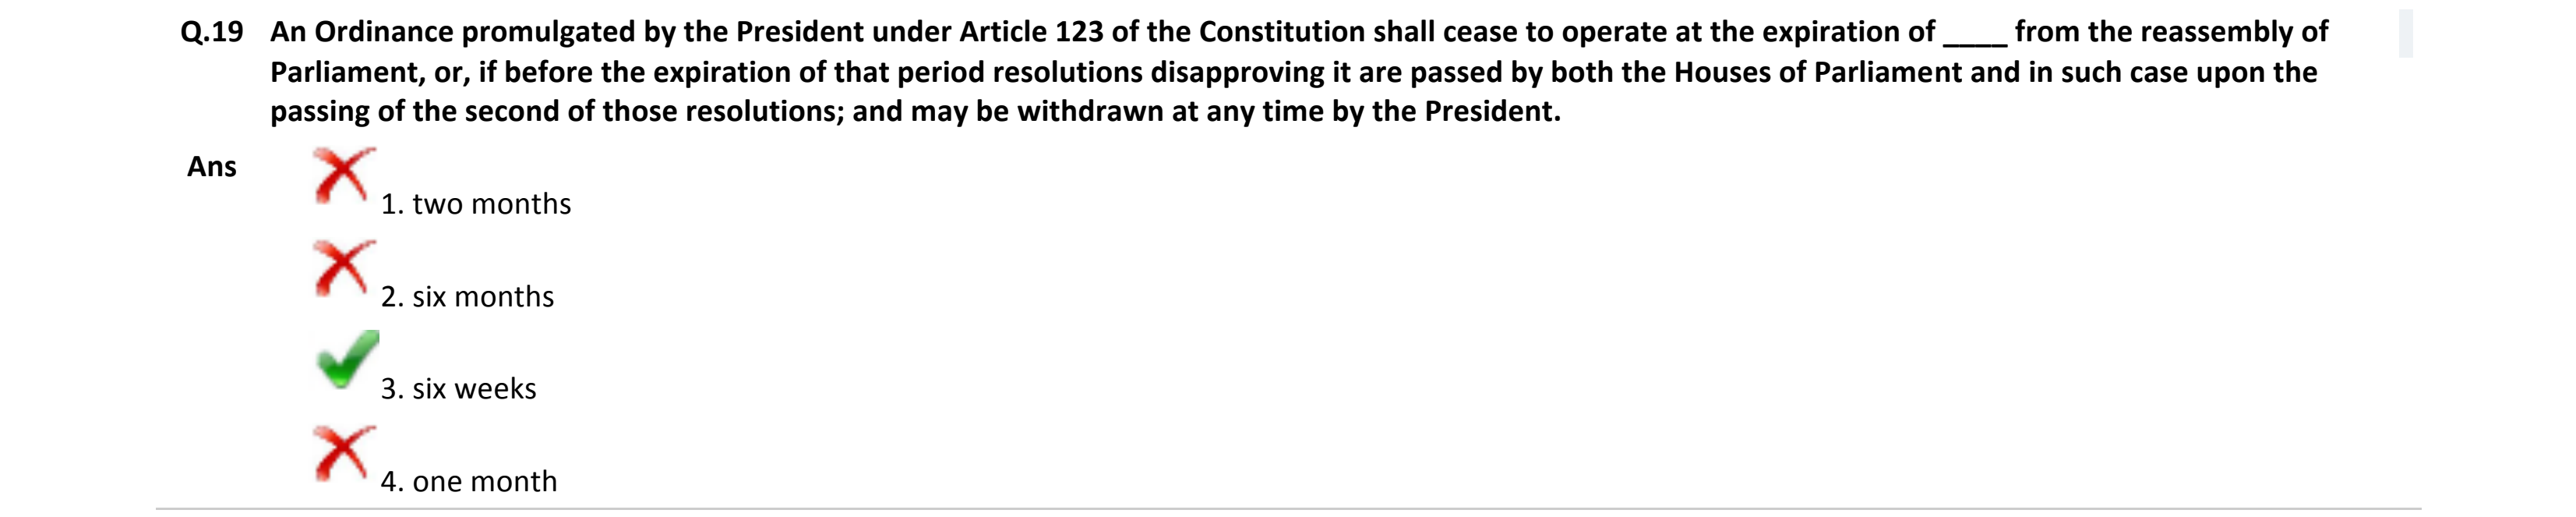 Q.19 An Ordinance promulgated by the President under Article 123 of the Constitution shall cease to operate at the expiration of ____ from the reassembly of
Parliament, or, if before the expiration of that period resolutions disapproving it are passed by both the Houses of Parliament and in such case upon the
passing of the second of those resolutions; and may be withdrawn at any time by the President.
Ans
1. two months
2. six months
3. six weeks
4. one month